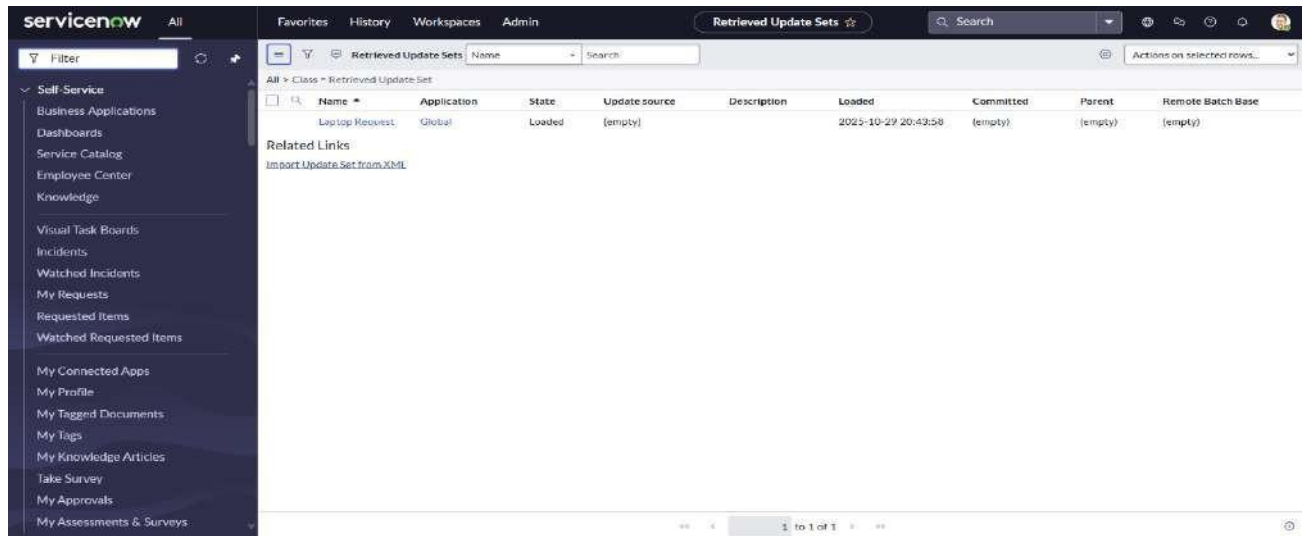 servicenow All Favorites History Workspaces Admin Retrieved Update Sets Search
Filter
Retrieved Update Sets Name Search Actions on selected rows...
All > Class = Retrieved Update Set
Name Application State Update source Description Loaded Committed Parent Remote Batch Base
Laptop Request Global Loaded (empty) 2025-10-29 20:43:58 (empty) (empty) (empty)
Related Links
Import Update Set from XML
Self-Service
Business Applications
Dashboards
Service Catalog
Employee Center
Knowledge
Visual Task Boards
Incidents
Watched Incidents
My Requests
Requested Items
Watched Requested Items
My Connected Apps
My Profile
My Tagged Documents
My Tags
My Knowledge Articles
Take Survey
My Approvals
My Assessments & Surveys
1 to 1 of 1